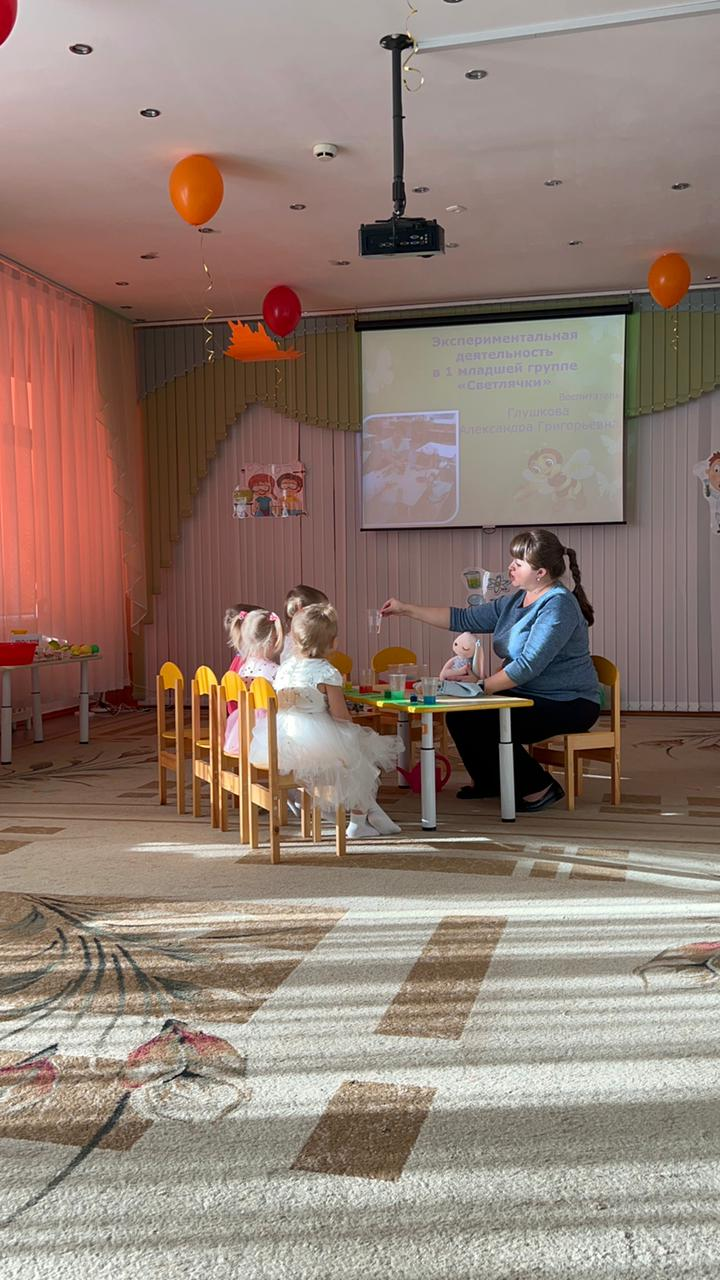 Экспериментальная
деятельность
в 1 младшей группе
«Светлячки»
Воспитатель
Глушкова
Александра Григорьевна